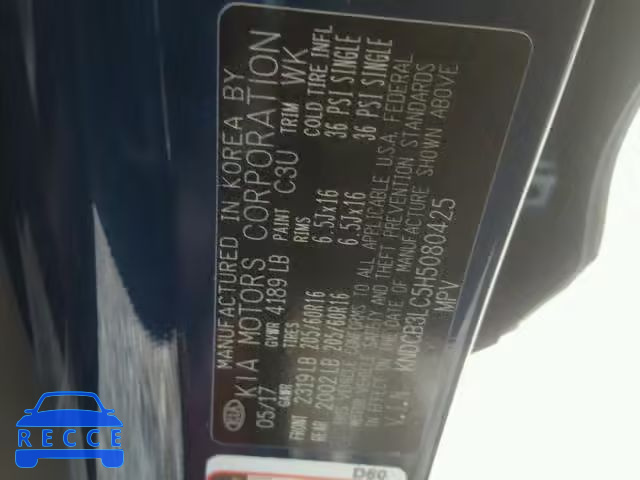 MANUFACTURED IN KOREA BY
KIA MOTORS CORPORATION
05/17 GVWR 4189 LB PAINT C3U TRIM WK
GAWR TIRES RIMS COLD TIRE INFL
FRONT 2319 LB 205/60R16 6.5Jx16 36 PSI SINGLE
REAR 2002 LB 205/60R16 6.5Jx16 36 PSI SINGLE
THIS VEHICLE CONFORMS TO ALL APPLICABLE U.S.A. FEDERAL
MOTOR VEHICLE SAFETY AND THEFT PREVENTION STANDARDS
IN EFFECT ON THE DATE OF MANUFACTURE SHOWN ABOVE
V.I.N KNDCB3LC5H5080425
MPV
KIA
D60
RECCE